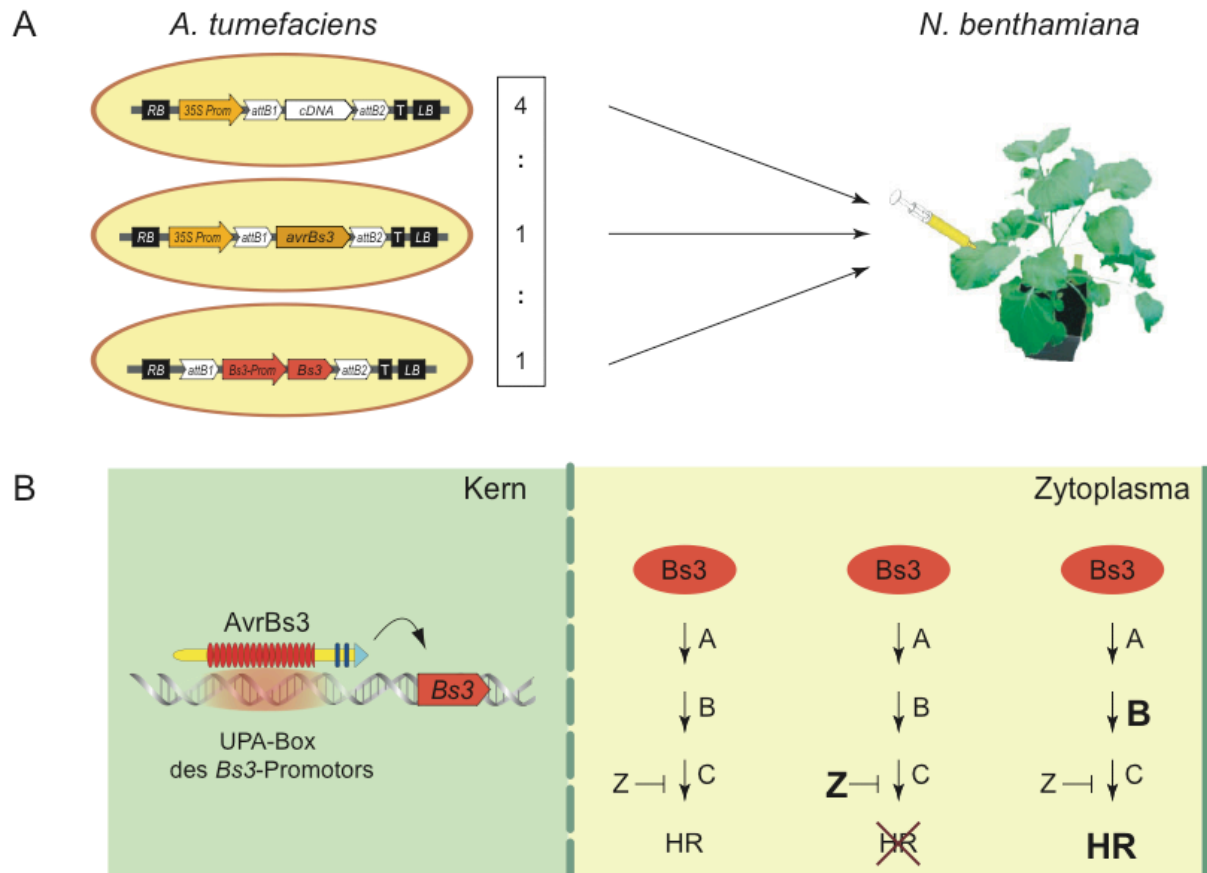 A
A. tumefaciens
N. benthamiana
RB 35S Prom attB1 cDNA attB2 T LB
4
:
RB 35S Prom attB1 avrBs3 attB2 T LB
1
:
RB attB1 Bs3-Prom Bs3 attB2 T LB
1
B
Kern
Zytoplasma
AvrBs3
Bs3
UPA-Box
des Bs3-Promotors
Bs3
A
B
Z C
HR
Bs3
A
B
Z C
HR
Bs3
A
B
Z C
HR